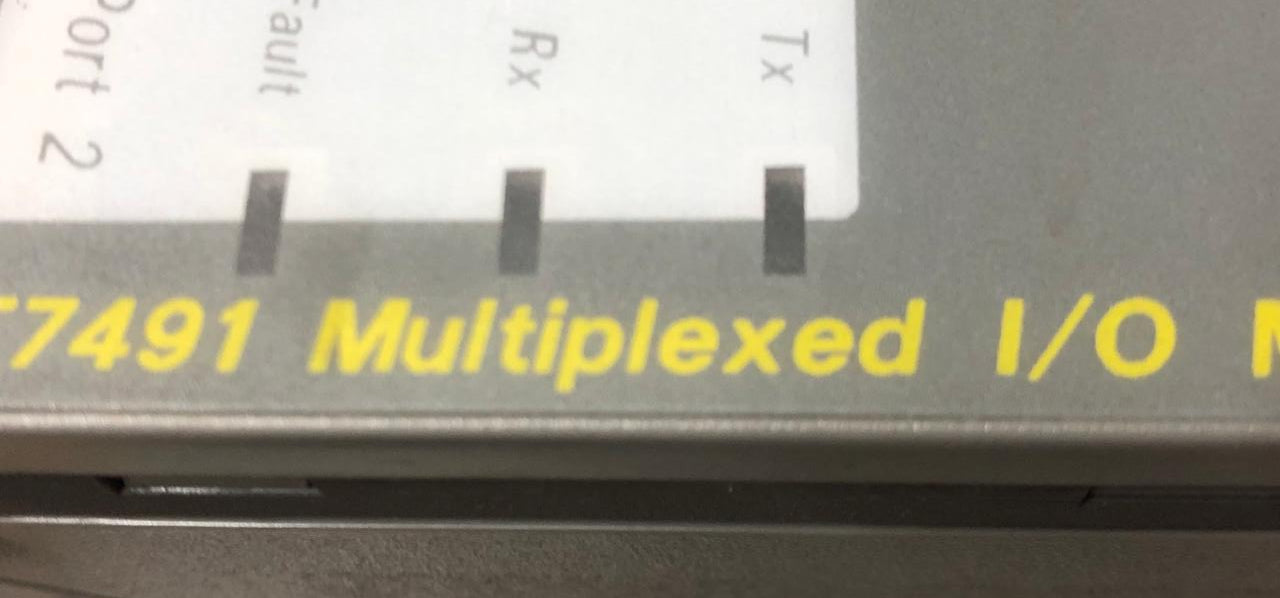 Port 2
Fault
Rx
Tx
7491 Multiplexed I/O